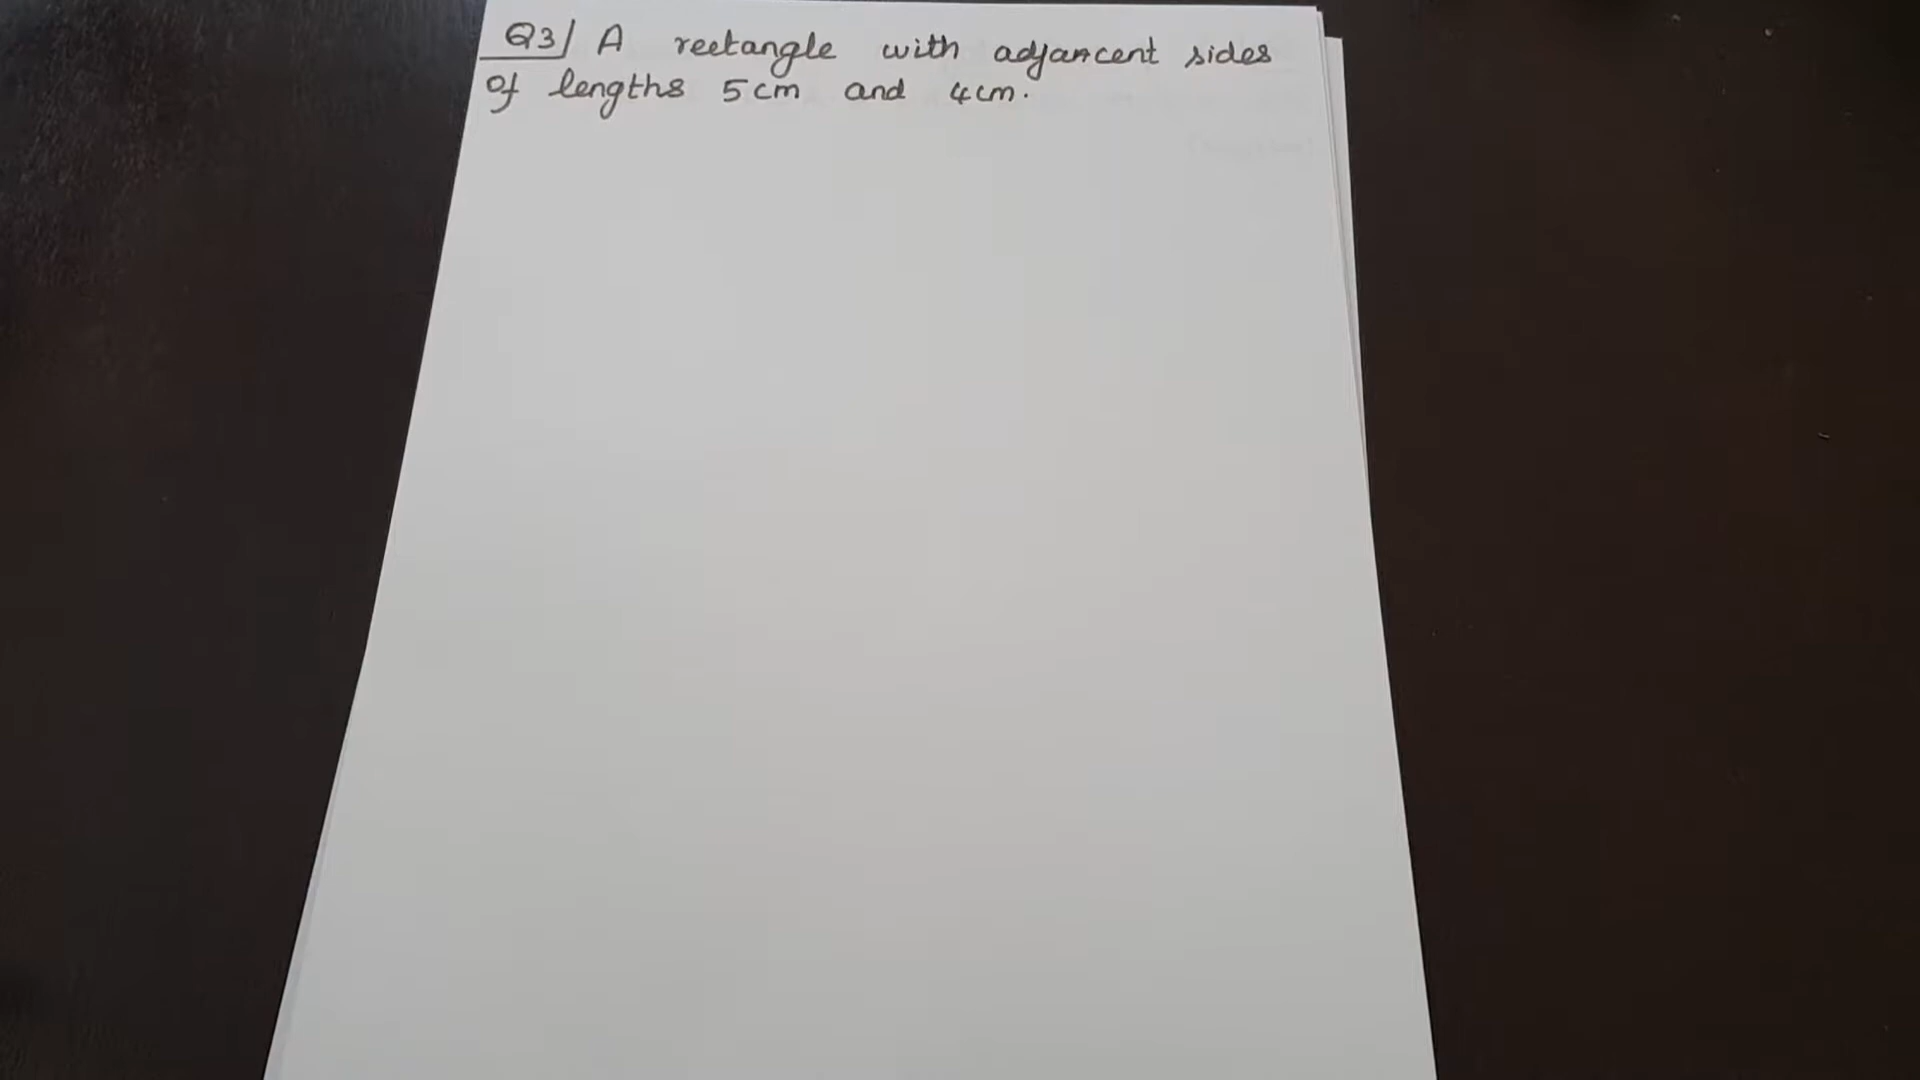 Q3) A rectangle with adjancent sides
of lengths 5cm and 4cm.